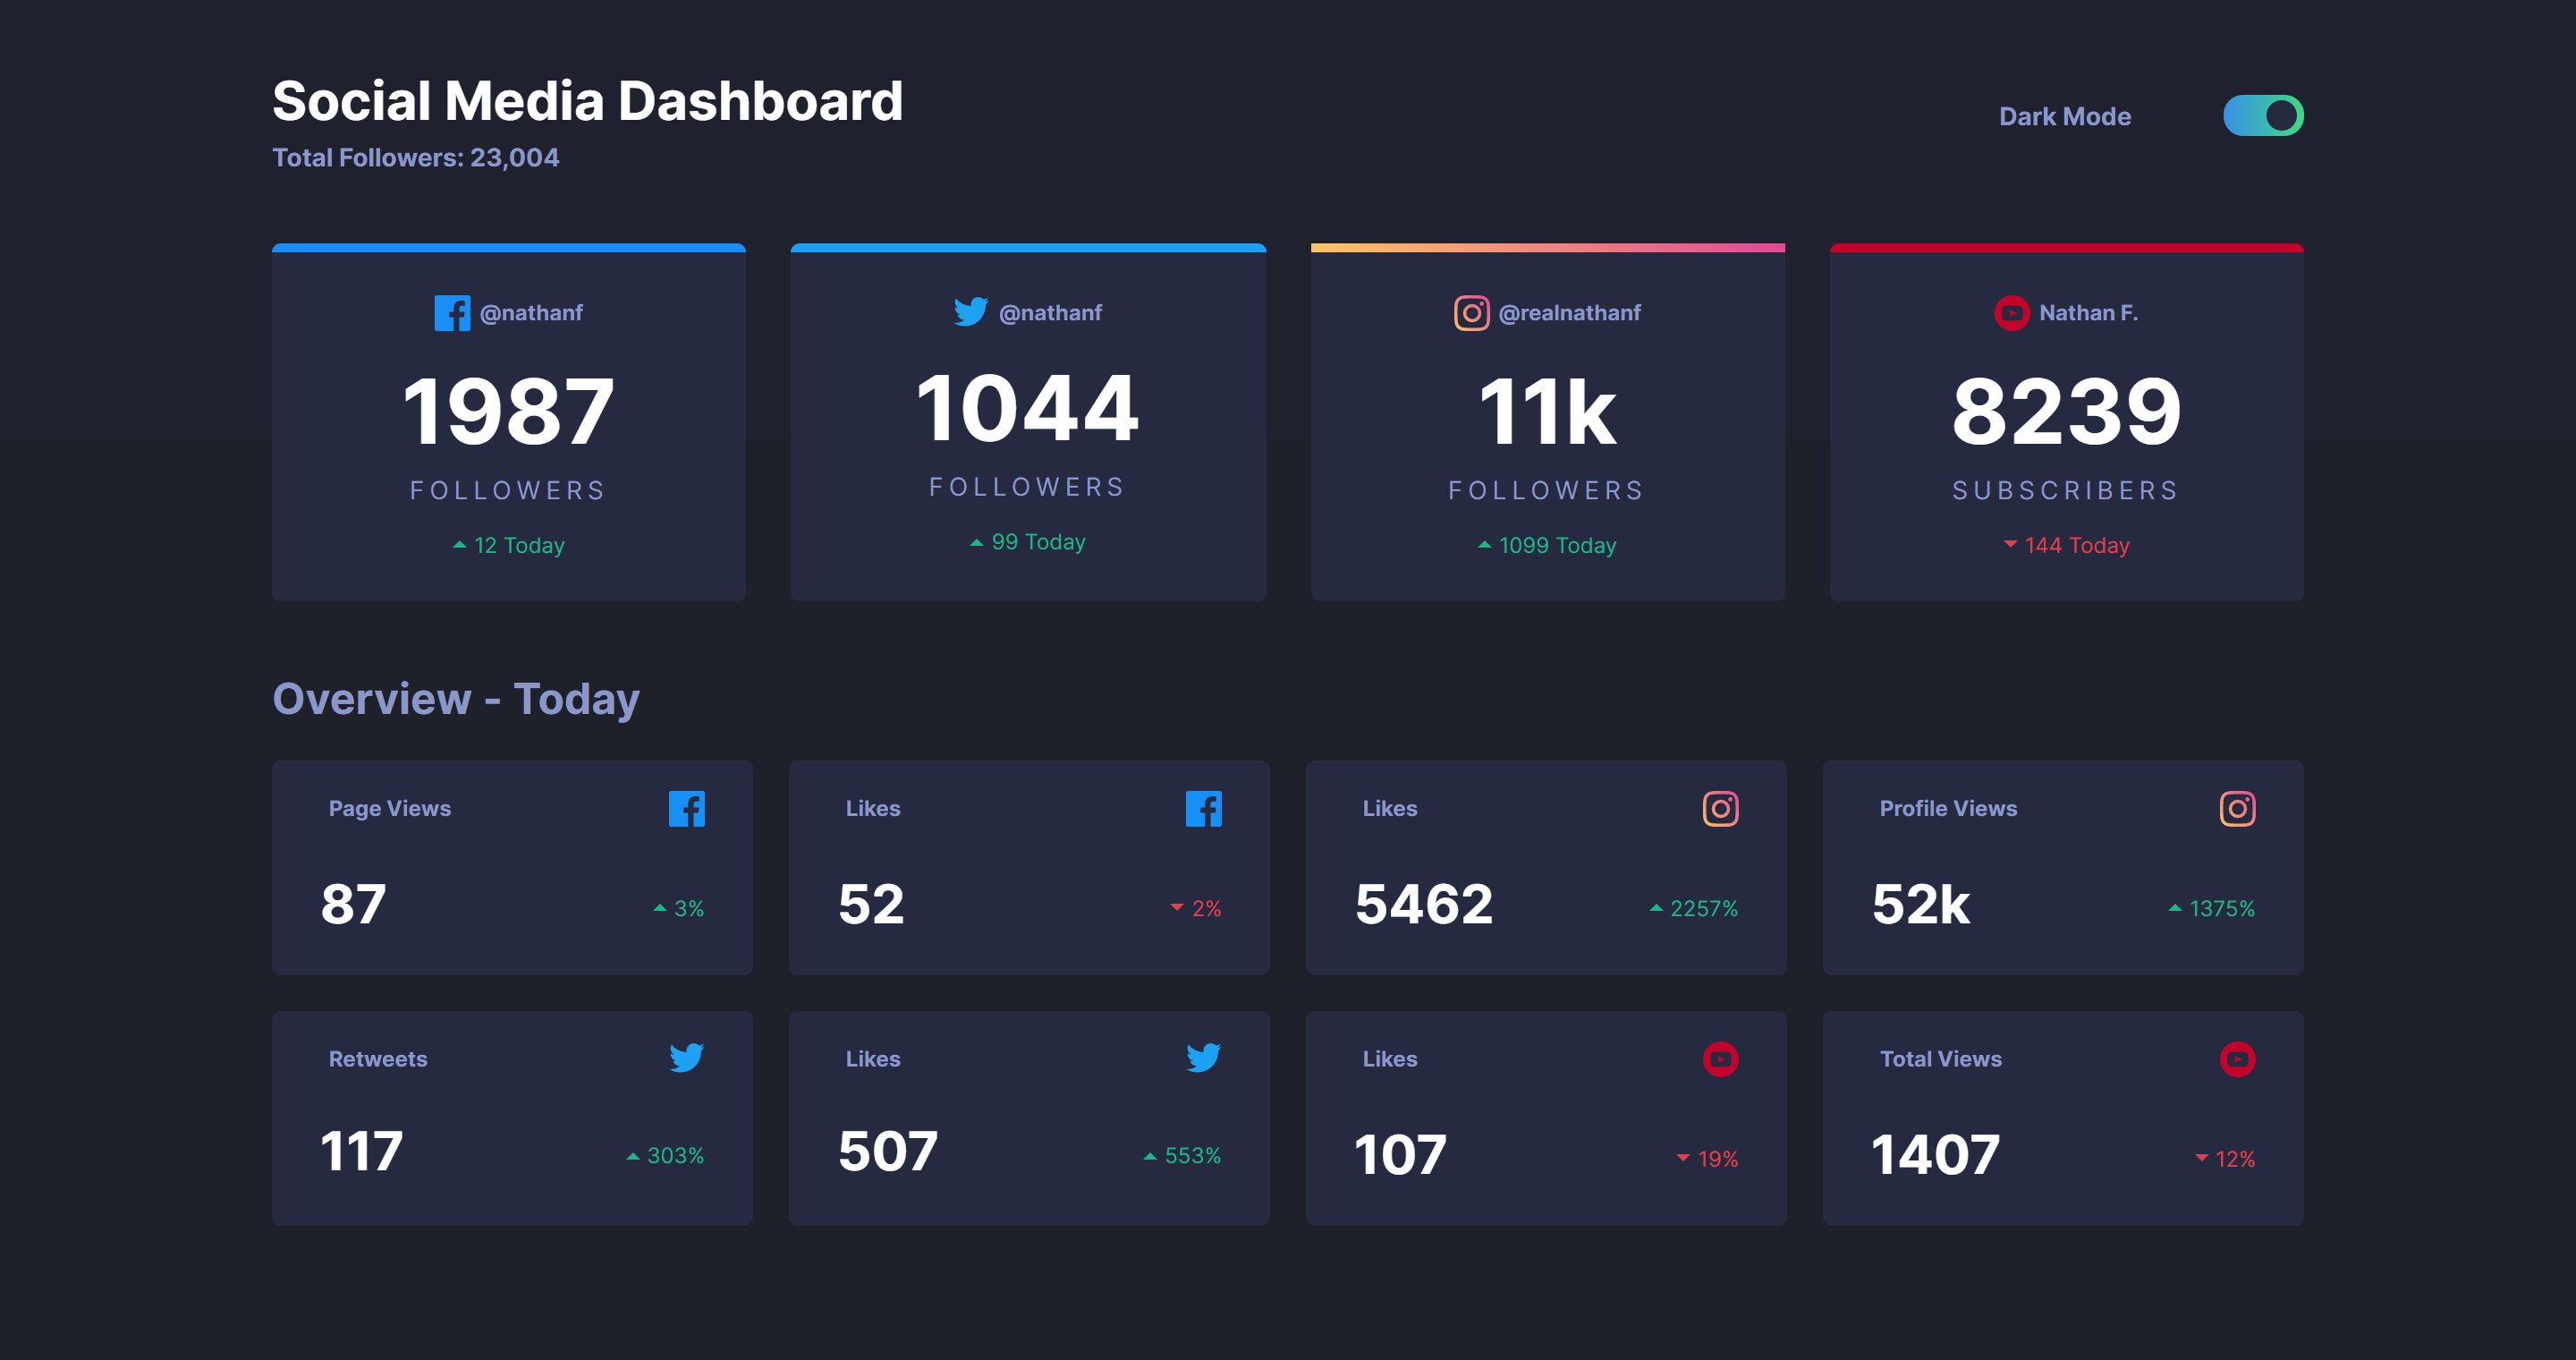 Social Media Dashboard
Total Followers: 23,004
Dark Mode
@nathanf
1987
FOLLOWERS
12 Today
@nathanf
1044
FOLLOWERS
99 Today
@realnathanf
11k
FOLLOWERS
1099 Today
Nathan F.
8239
SUBSCRIBERS
144 Today
Overview - Today
Page Views
87
3%
Likes
52
2%
Likes
5462
2257%
Profile Views
52k
1375%
Retweets
117
303%
Likes
507
553%
Likes
107
19%
Total Views
1407
12%